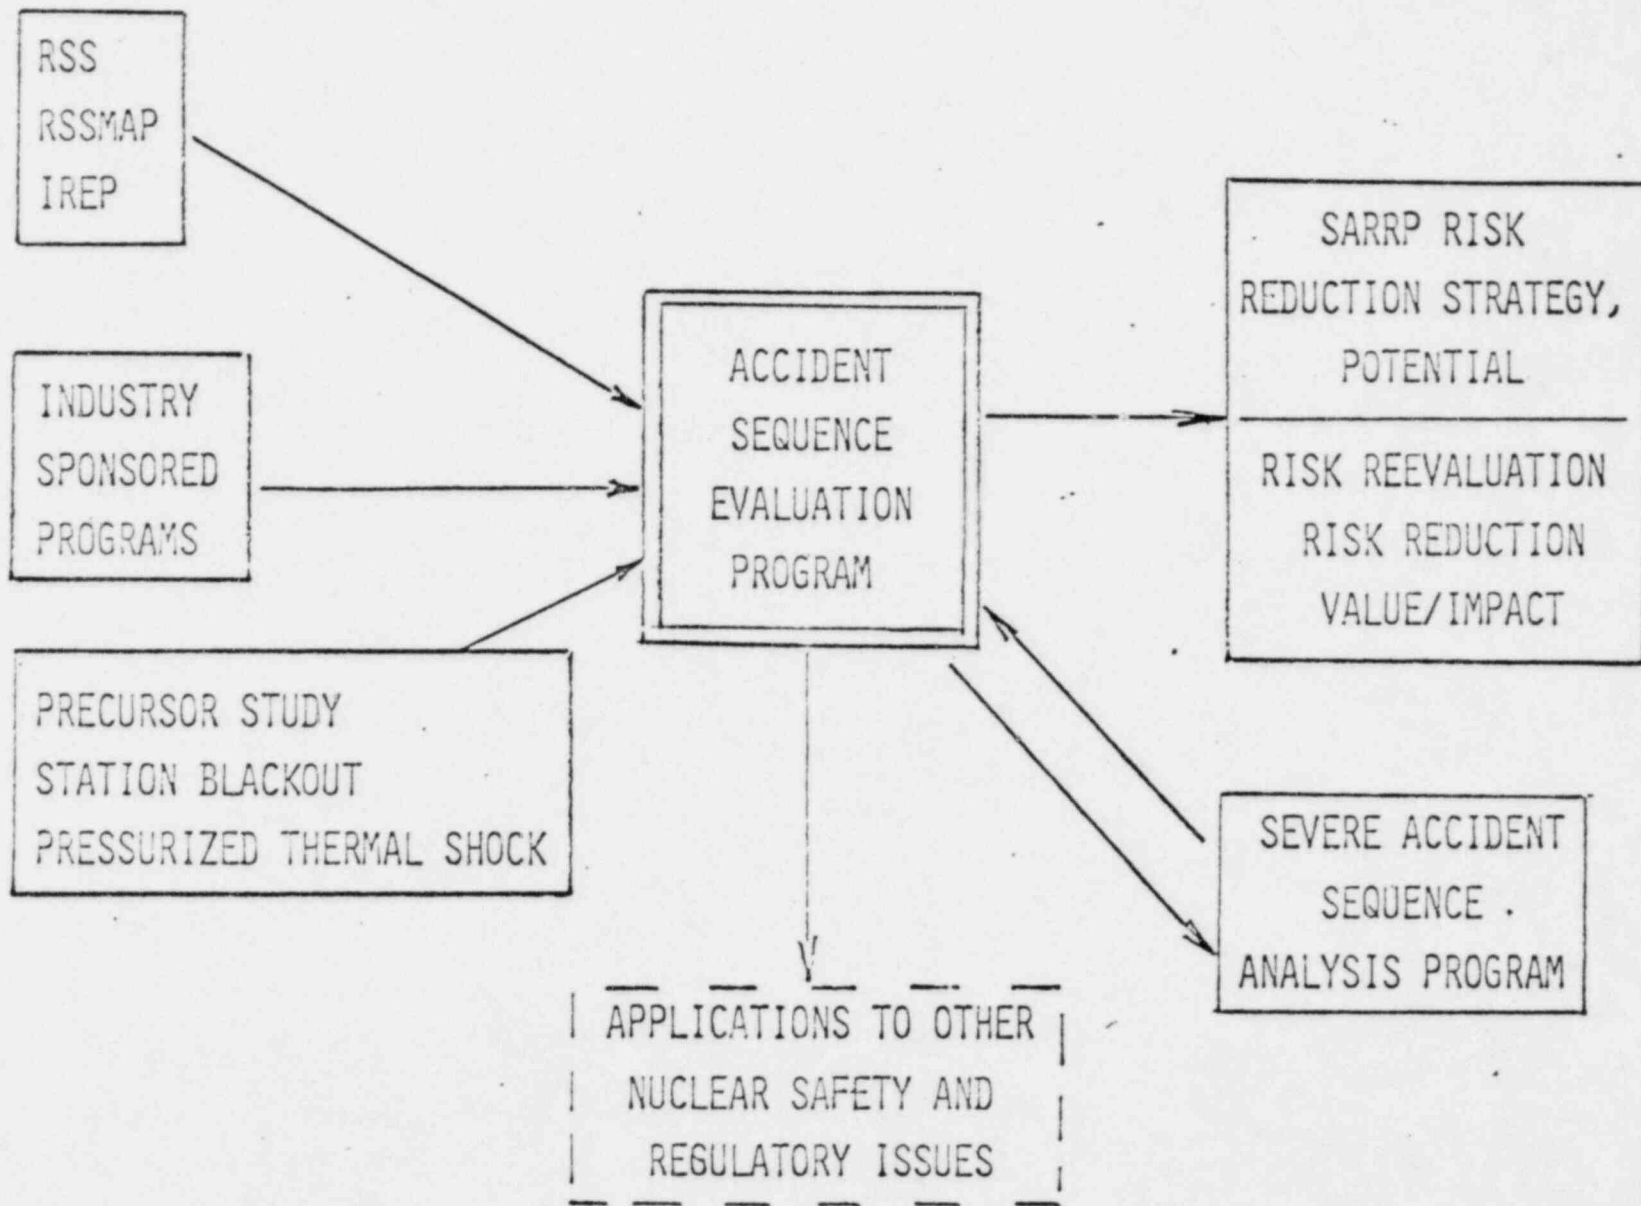 RSS
RSSMAP
IREP
INDUSTRY
SPONSORED
PROGRAMS
PRECURSOR STUDY
STATION BLACKOUT
PRESSURIZED THERMAL SHOCK
ACCIDENT
SEQUENCE
EVALUATION
PROGRAM
SARRP RISK
REDUCTION STRATEGY,
POTENTIAL
RISK REEVALUATION
RISK REDUCTION
VALUE/IMPACT
SEVERE ACCIDENT
SEQUENCE
ANALYSIS PROGRAM
APPLICATIONS TO OTHER
NUCLEAR SAFETY AND
REGULATORY ISSUES